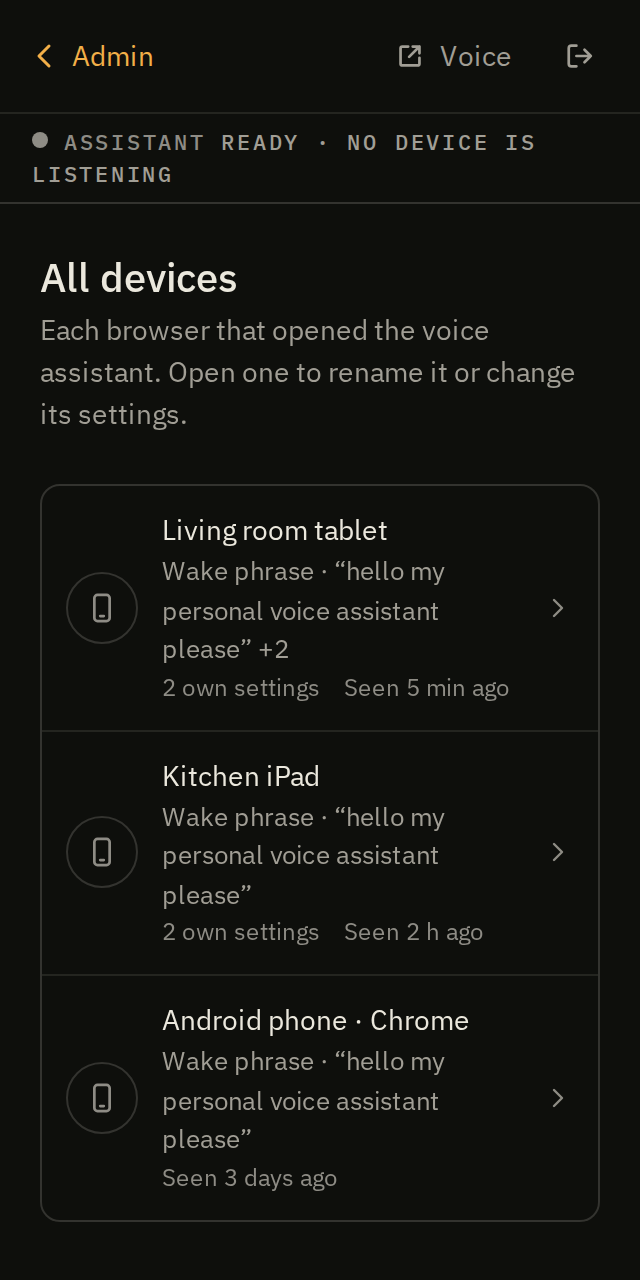 Admin
Voice
ASSISTANT READY · NO DEVICE IS
LISTENING
All devices
Each browser that opened the voice
assistant. Open one to rename it or change
its settings.
Living room tablet
Wake phrase · “hello my
personal voice assistant
please” +2
2 own settings Seen 5 min ago
Kitchen iPad
Wake phrase · “hello my
personal voice assistant
please”
2 own settings Seen 2 h ago
Android phone · Chrome
Wake phrase · “hello my
personal voice assistant
please”
Seen 3 days ago